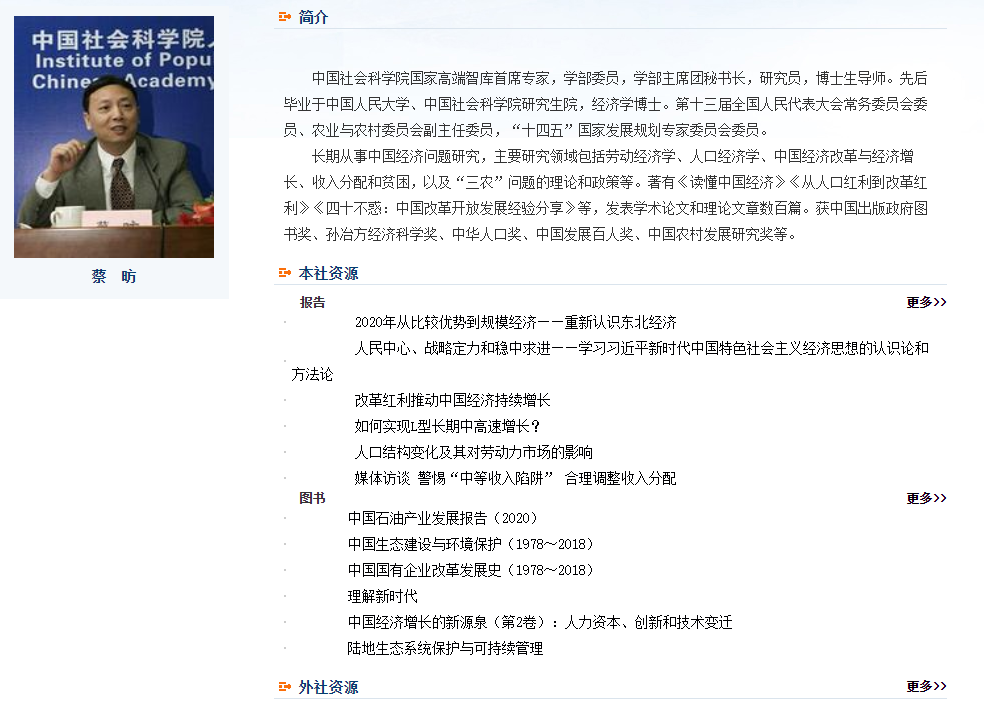 中国社会科学院
Institute of Popu
Chinese Academy
蔡 昉
简介
中国社会科学院国家高端智库首席专家，学部委员，学部主席团秘书长，研究员，博士生导师。先后
毕业于中国人民大学、中国社会科学院研究生院，经济学博士。第十三届全国人民代表大会常务委员会委
员、农业与农村委员会副主任委员，“十四五”国家发展规划专家委员会委员。
长期从事中国经济问题研究，主要研究领域包括劳动经济学、人口经济学、中国经济改革与经济增
长、收入分配和贫困，以及“三农”问题的理论和政策等。著有《读懂中国经济》《从人口红利到改革红
利》《四十不惑：中国改革开放发展经验分享》等，发表学术论文和理论文章数百篇。获中国出版政府图
书奖、孙冶方经济科学奖、中华人口奖、中国发展百人奖、中国农村发展研究奖等。
本社资源
报告 更多>>
2020年从比较优势到规模经济——重新认识东北经济
人民中心、战略定力和稳中求进——学习习近平新时代中国特色社会主义经济思想的认识论和
方法论
改革红利推动中国经济持续增长
如何实现L型长期中高速增长？
人口结构变化及其对劳动力市场的影响
媒体访谈 警惕“中等收入陷阱” 合理调整收入分配
图书 更多>>
中国石油产业发展报告（2020）
中国生态建设与环境保护（1978～2018）
中国国有企业改革发展史（1978～2018）
理解新时代
中国经济增长的新源泉（第2卷）：人力资本、创新和技术变迁
陆地生态系统保护与可持续管理
外社资源 更多>>